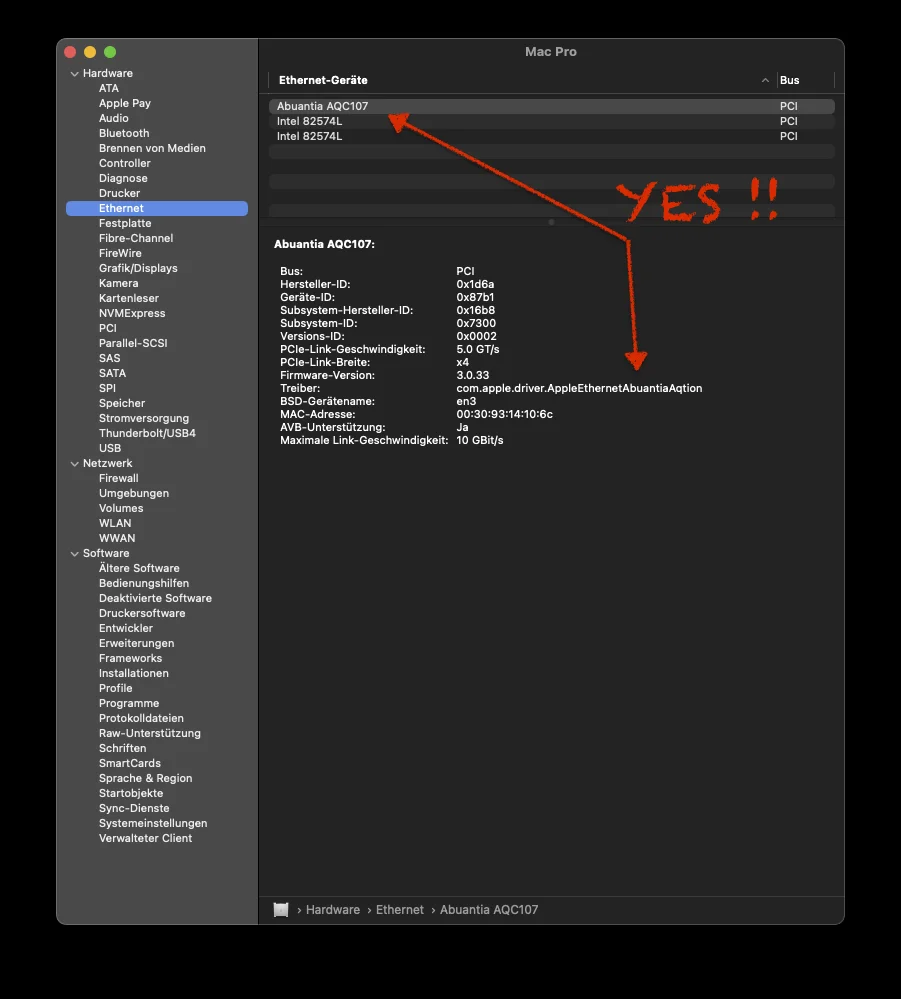 Mac Pro
Hardware
ATA
Apple Pay
Audio
Bluetooth
Brennen von Medien
Controller
Diagnose
Drucker
Ethernet
Festplatte
Fibre-Channel
FireWire
Grafik/Displays
Kamera
Kartenleser
NVMExpress
PCI
Parallel-SCSI
SAS
SATA
SPI
Speicher
Stromversorgung
Thunderbolt/USB4
USB
Netzwerk
Firewall
Umgebungen
Volumes
WLAN
WWAN
Software
Ältere Software
Bedienungshilfen
Deaktivierte Software
Druckersoftware
Entwickler
Erweiterungen
Frameworks
Installationen
Profile
Programme
Protokolldateien
Raw-Unterstützung
Schriften
SmartCards
Sprache & Region
Startobjekte
Sync-Dienste
Systemeinstellungen
Verwalteter Client
Ethernet-Geräte Bus
Abuantia AQC107 PCI
Intel 82574L PCI
Intel 82574L PCI
YES !!
Abuantia AQC107:
Bus: PCI
Hersteller-ID: 0x1d6a
Geräte-ID: 0x87b1
Subsystem-Hersteller-ID: 0x16b8
Subsystem-ID: 0x7300
Versions-ID: 0x0002
PCIe-Link-Geschwindigkeit: 5.0 GT/s
PCIe-Link-Breite: x4
Firmware-Version: 3.0.33
Treiber: com.apple.driver.AppleEthernetAbuantiaAqtion
BSD-Gerätename: en3
MAC-Adresse: 00:30:93:14:10:6c
AVB-Unterstützung: Ja
Maximale Link-Geschwindigkeit: 10 GBit/s
› Hardware › Ethernet › Abuantia AQC107